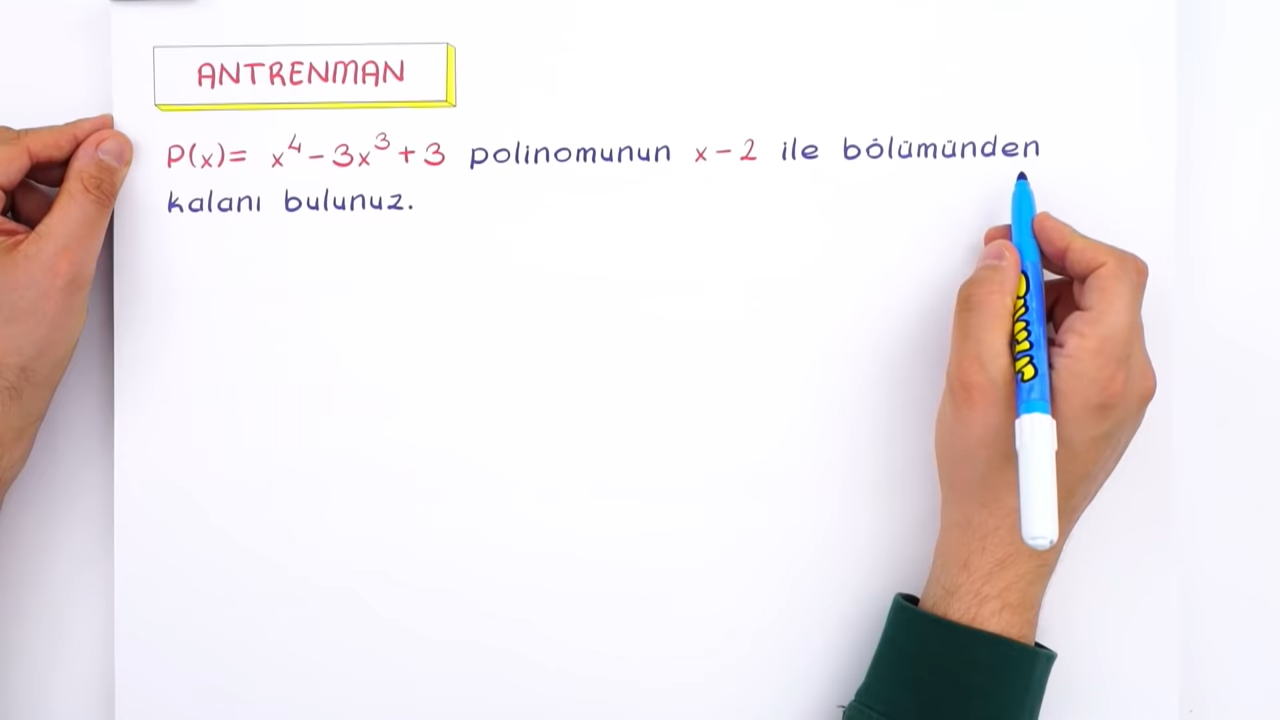 ANTRENMAN
P(x)= x⁴-3x³+3 polinomunun x-2 ile bölümünden
kalanı bulunuz.